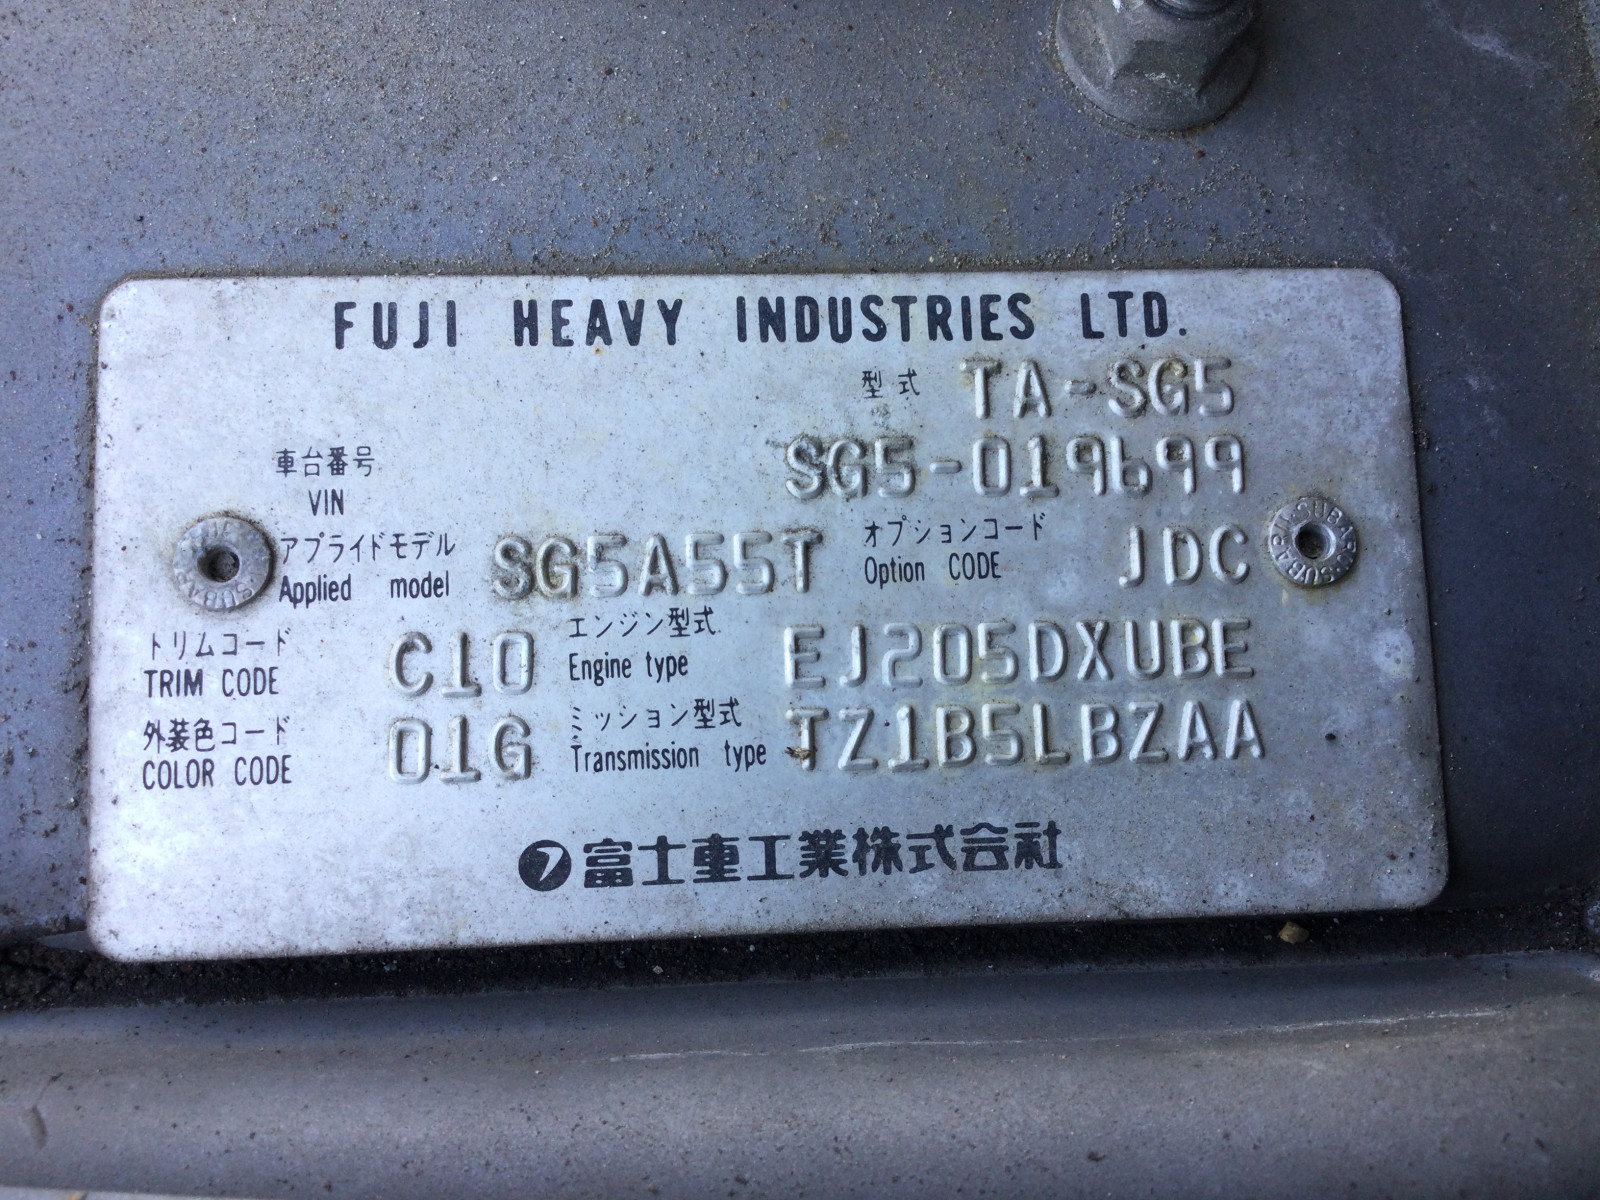 FUJI HEAVY INDUSTRIES LTD.
型式 TA-SG5
車台番号 SG5-019699
VIN
アプライドモデル SG5A55T オプションコード JDC
Applied model Option CODE
トリムコード C10 エンジン型式 EJ205DXUBE
TRIM CODE Engine type
外装色コード 01G ミッション型式 TZ1B5LBZAA
COLOR CODE Transmission type
フ富士重工業株式会社
SUBARU
SUBARU·SUBARU